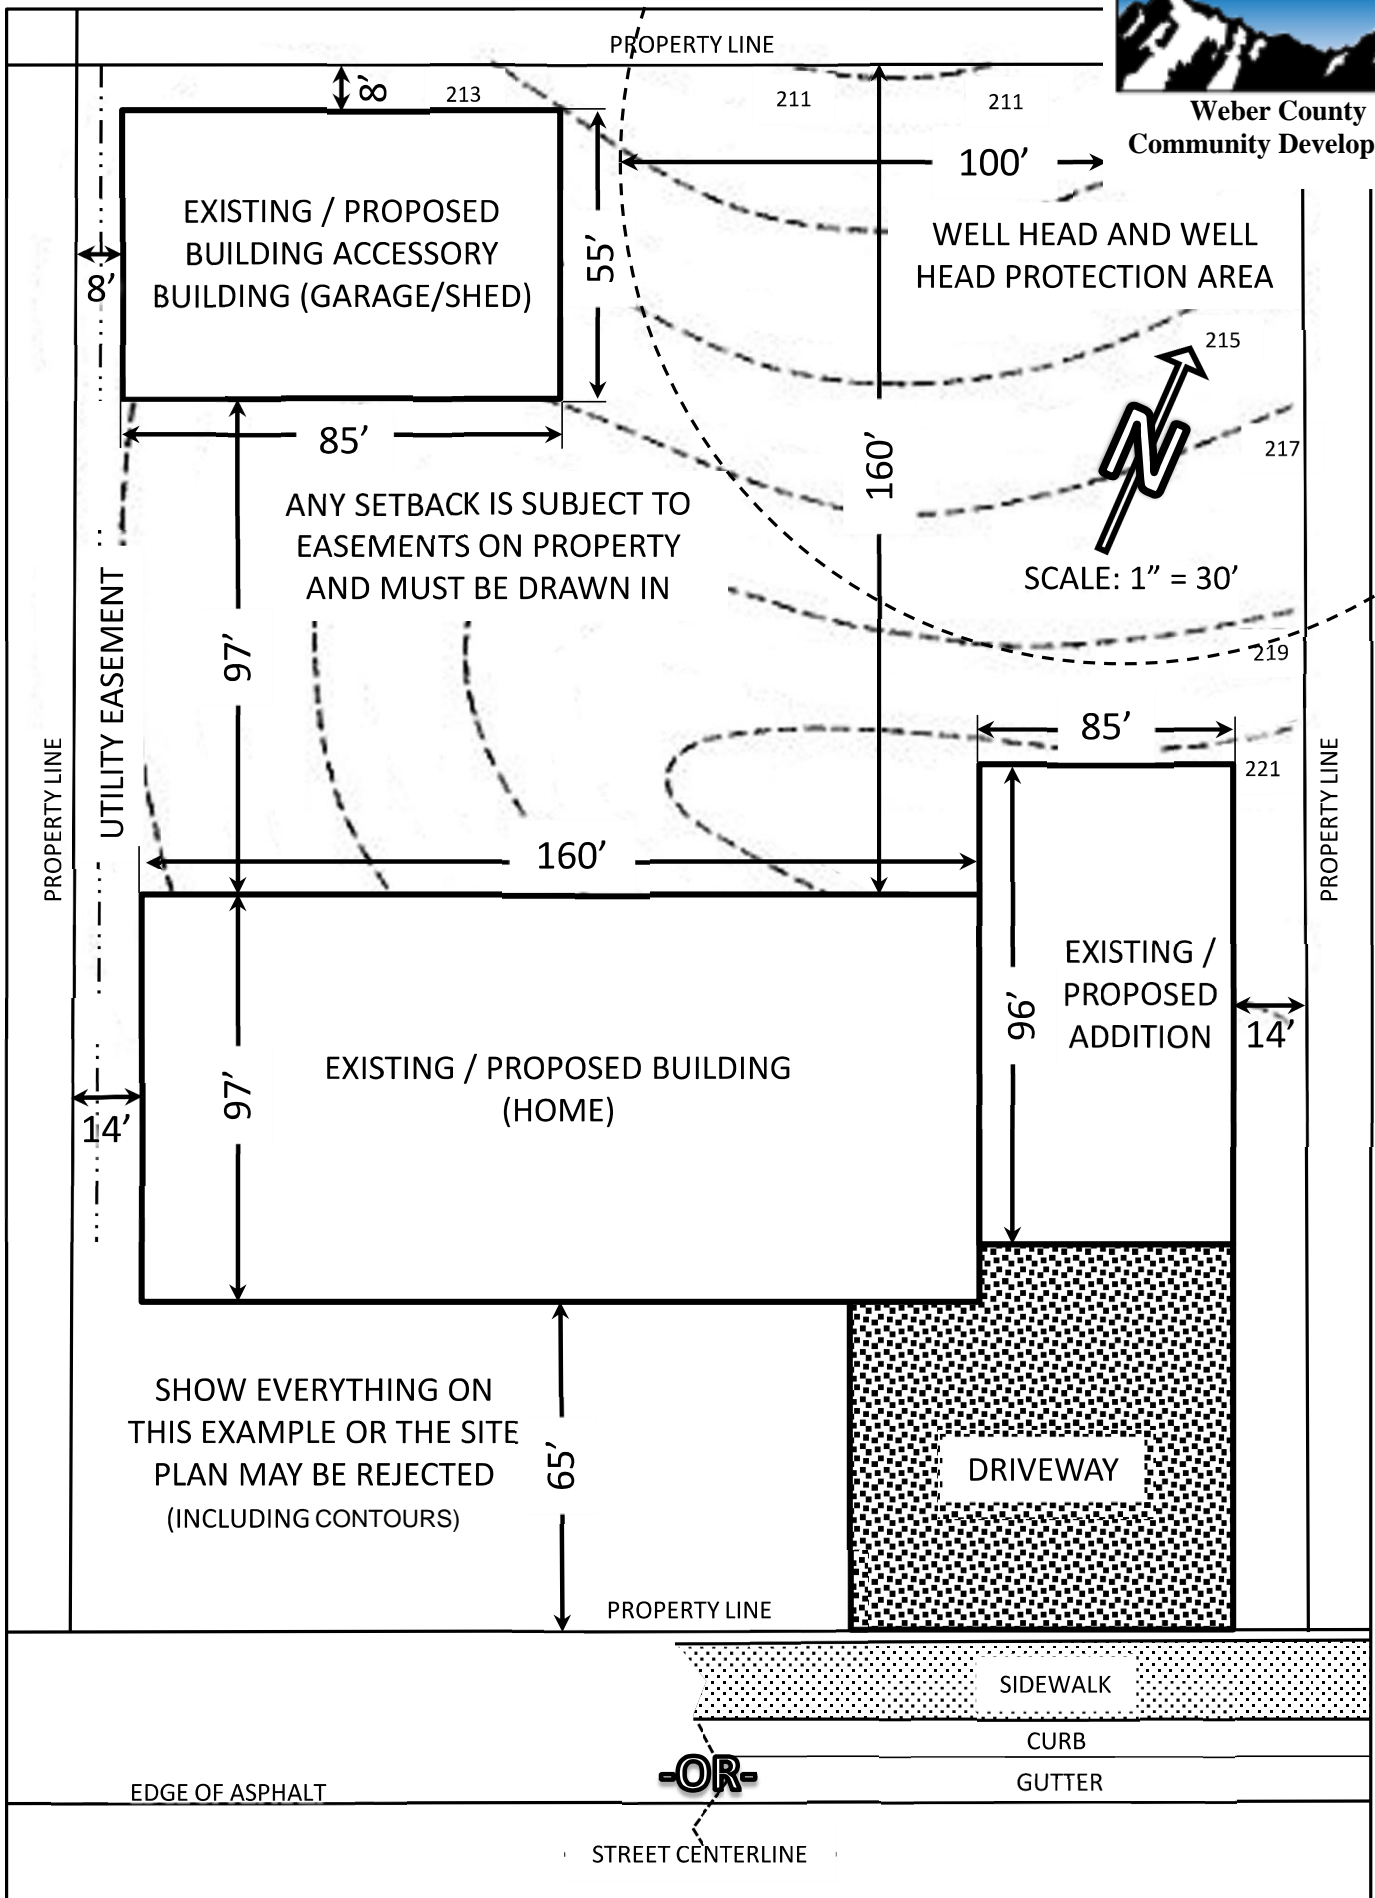 PROPERTY LINE
Weber County
Community Develop
8’
213
211
211
100’
EXISTING / PROPOSED
BUILDING ACCESSORY
BUILDING (GARAGE/SHED)
55’
8’
WELL HEAD AND WELL
HEAD PROTECTION AREA
215
N
217
85’
160’
ANY SETBACK IS SUBJECT TO
EASEMENTS ON PROPERTY
AND MUST BE DRAWN IN
SCALE: 1” = 30’
219
97’
UTILITY EASEMENT
PROPERTY LINE
85’
221
PROPERTY LINE
160’
EXISTING /
PROPOSED
ADDITION
96’
14’
EXISTING / PROPOSED BUILDING
(HOME)
97’
14’
SHOW EVERYTHING ON
THIS EXAMPLE OR THE SITE
PLAN MAY BE REJECTED
(INCLUDING CONTOURS)
65’
DRIVEWAY
PROPERTY LINE
SIDEWALK
CURB
-OR-
GUTTER
EDGE OF ASPHALT
STREET CENTERLINE